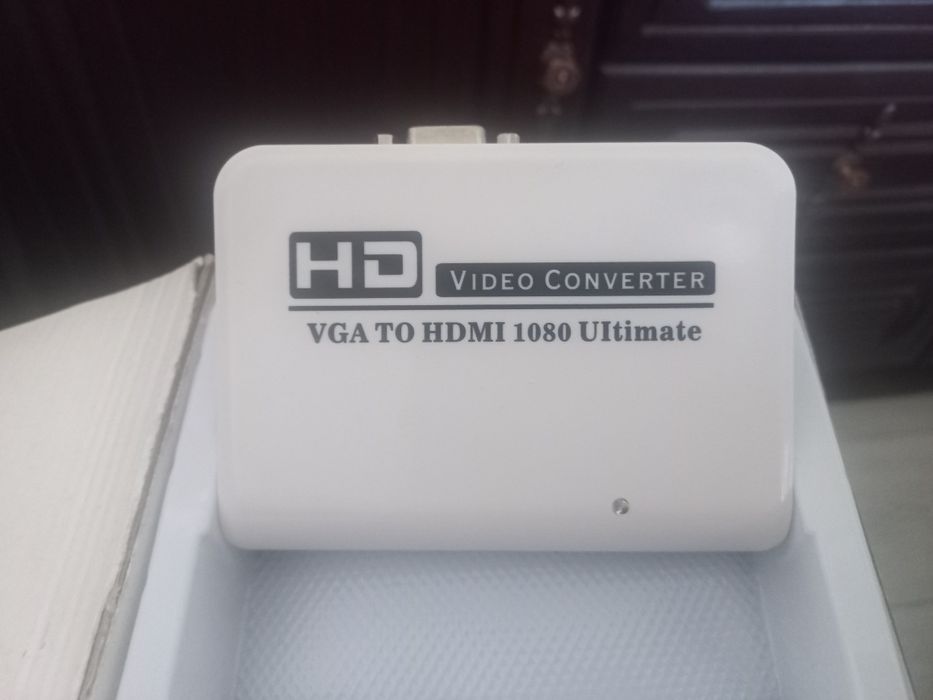 HD VIDEO CONVERTER
VGA TO HDMI 1080 UItimate